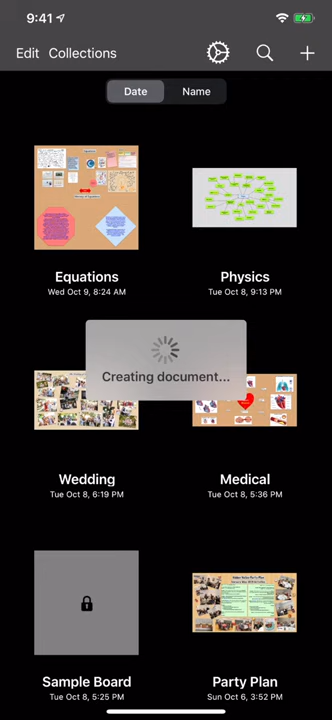 9:41
Edit Collections
Date Name
Equations
Wed Oct 9, 8:24 AM
Physics
Tue Oct 8, 9:13 PM
Creating document...
Wedding
Tue Oct 8, 6:19 PM
Medical
Tue Oct 8, 5:36 PM
Sample Board
Tue Oct 8, 5:25 PM
Party Plan
Sun Oct 6, 3:52 PM